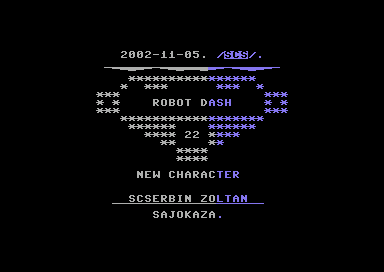 2002-11-05. /SCS/.
ROBOT DASH
22
NEW CHARACTER
SCSERBIN ZOLTAN
SAJOKAZA.